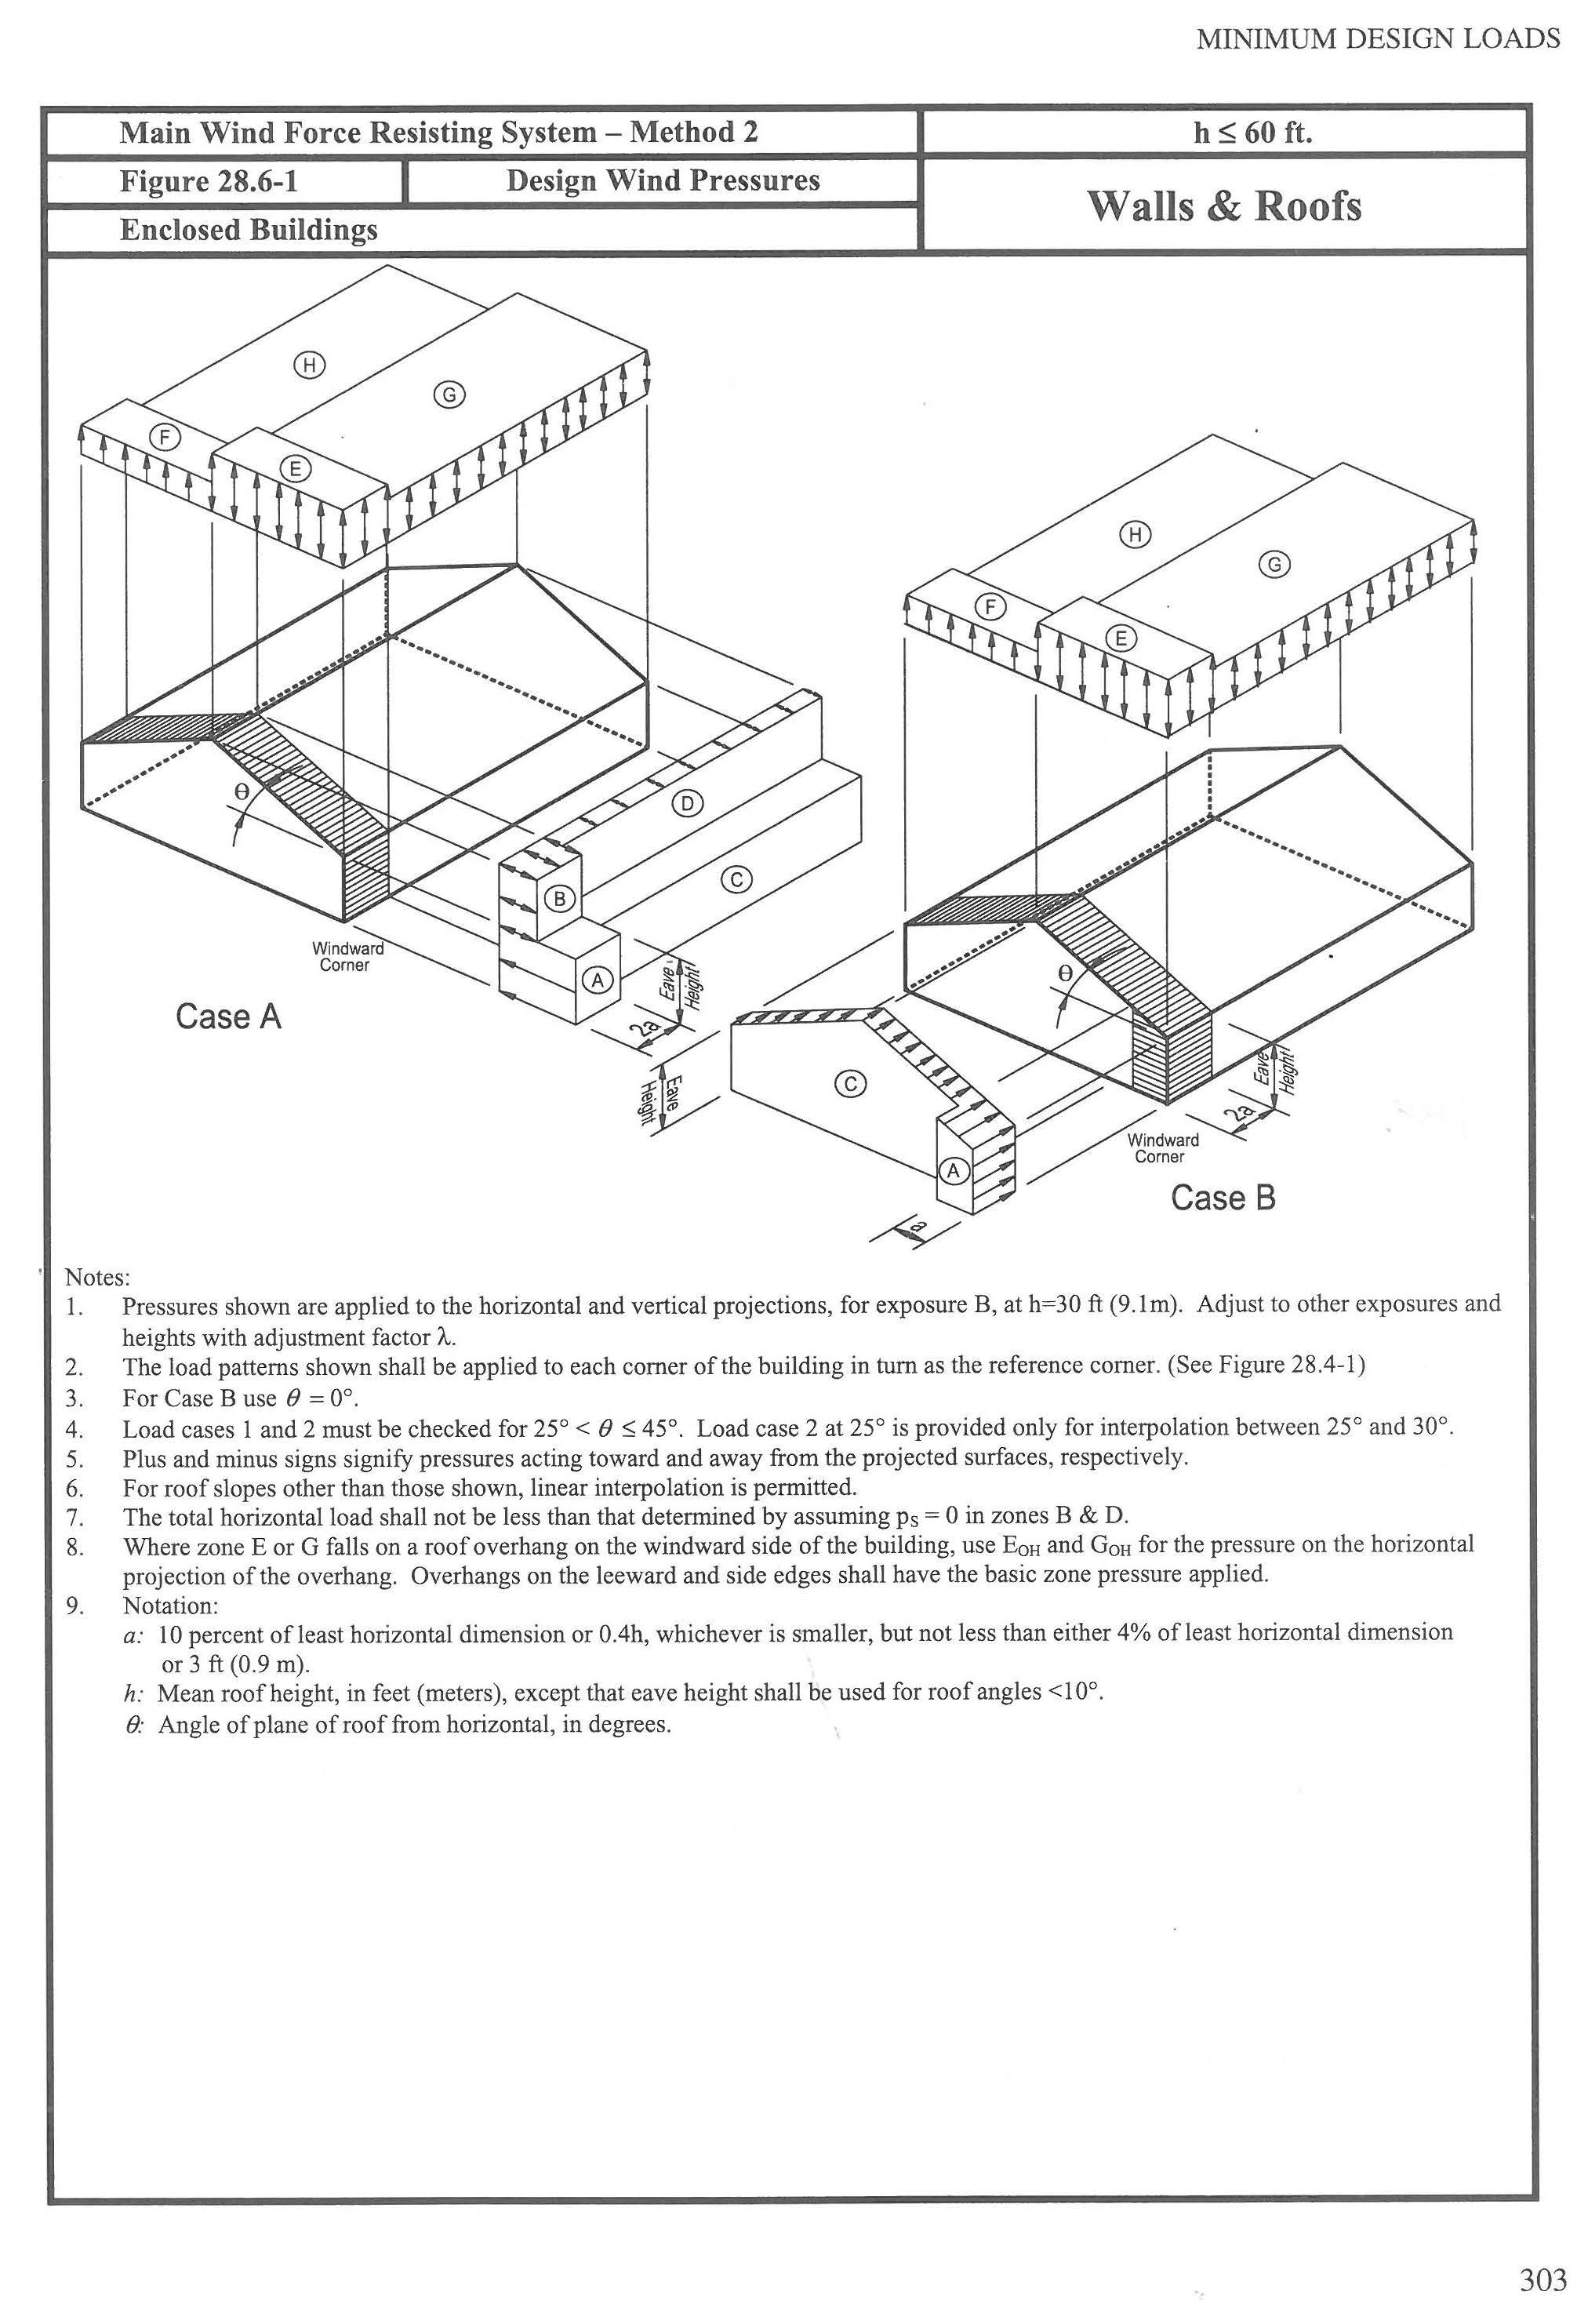 MINIMUM DESIGN LOADS
Main Wind Force Resisting System – Method 2
h ≤ 60 ft.
Figure 28.6-1
Design Wind Pressures
Walls & Roofs
Enclosed Buildings
H
G
F
E
θ
D
B
C
A
Windward
Corner
Eave
Height
2a
Case A
H
G
F
E
θ
Eave
Height
C
A
a
Eave
Height
2a
Windward
Corner
Case B
Notes:
1. Pressures shown are applied to the horizontal and vertical projections, for exposure B, at h=30 ft (9.1m). Adjust to other exposures and
heights with adjustment factor λ.
2. The load patterns shown shall be applied to each corner of the building in turn as the reference corner. (See Figure 28.4-1)
3. For Case B use θ = 0°.
4. Load cases 1 and 2 must be checked for 25° < θ ≤ 45°. Load case 2 at 25° is provided only for interpolation between 25° and 30°.
5. Plus and minus signs signify pressures acting toward and away from the projected surfaces, respectively.
6. For roof slopes other than those shown, linear interpolation is permitted.
7. The total horizontal load shall not be less than that determined by assuming pS = 0 in zones B & D.
8. Where zone E or G falls on a roof overhang on the windward side of the building, use EOH and GOH for the pressure on the horizontal
projection of the overhang. Overhangs on the leeward and side edges shall have the basic zone pressure applied.
9. Notation:
a: 10 percent of least horizontal dimension or 0.4h, whichever is smaller, but not less than either 4% of least horizontal dimension
or 3 ft (0.9 m).
h: Mean roof height, in feet (meters), except that eave height shall be used for roof angles <10°.
θ: Angle of plane of roof from horizontal, in degrees.
303